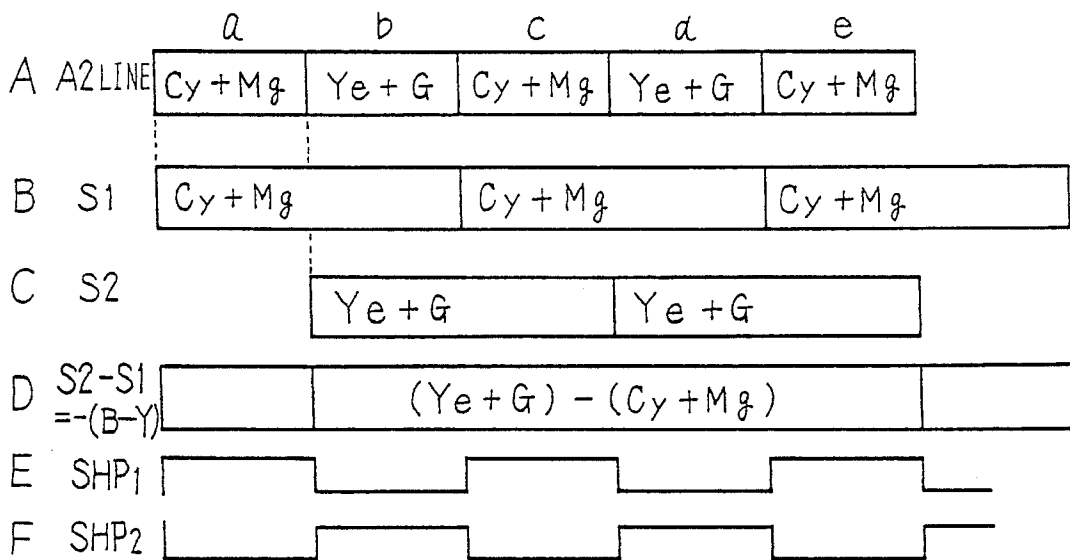 a b c d e
A A2LINE Cy+Mg Ye+G Cy+Mg Ye+G Cy+Mg
B S1 Cy+Mg Cy+Mg Cy+Mg
C S2 Ye+G Ye+G
D S2-S1 =-(B-Y) (Ye+G)-(Cy+Mg)
E SHP1
F SHP2